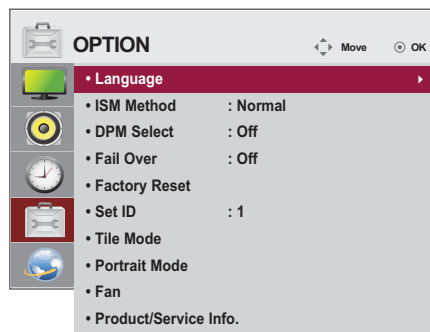 OPTION Move OK
• Language
• ISM Method : Normal
• DPM Select : Off
• Fail Over : Off
• Factory Reset
• Set ID : 1
• Tile Mode
• Portrait Mode
• Fan
• Product/Service Info.